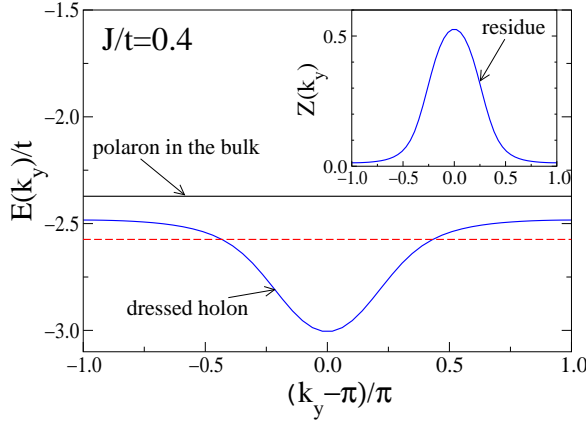 J/t=0.4
−1.5
−2.0
−2.5
−3.0
E(k_y)/t
−1.0
−0.5
0.0
0.5
1.0
(k_y−π)/π
polaron in the bulk
dressed holon
residue
Z(k_y)
0.5
0.0
−1.0
−0.5
0.0
0.5
1.0